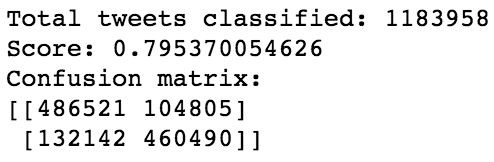 Total tweets classified: 1183958
Score: 0.795370054626
Confusion matrix:
[[486521 104805]
 [132142 460490]]